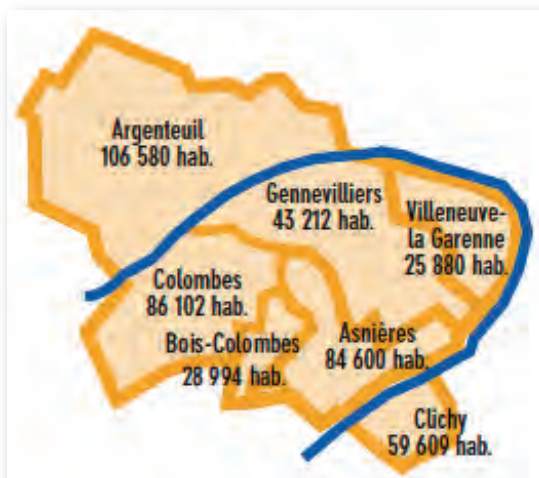 Argenteuil
106 580 hab.
Gennevilliers
43 212 hab.
Villeneuve-
la Garenne
25 880 hab.
Colombes
86 102 hab.
Bois-Colombes
28 994 hab.
Asnières
84 600 hab.
Clichy
59 609 hab.